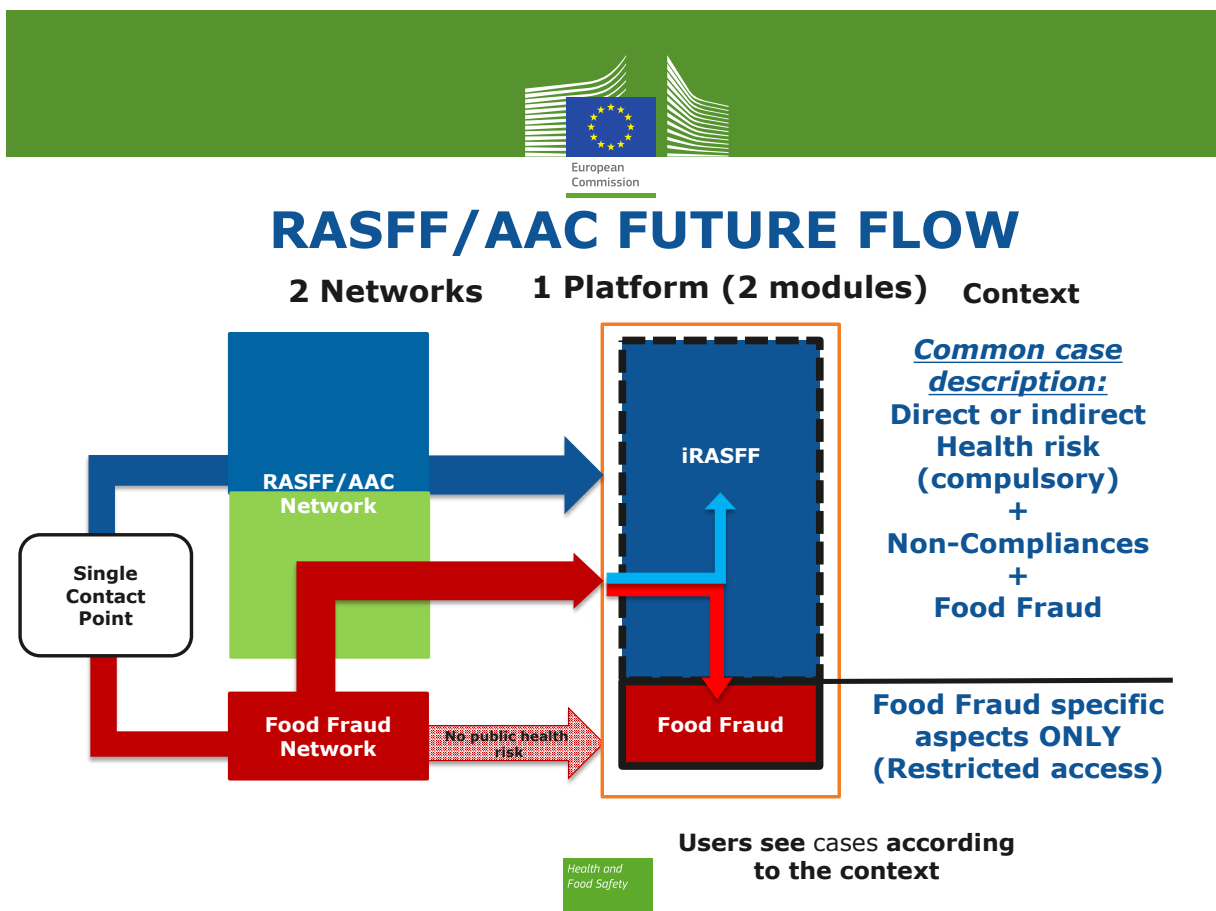 European
Commission
RASFF/AAC FUTURE FLOW
2 Networks
1 Platform (2 modules)
Context
Single
Contact
Point
RASFF/AAC
Network
Food Fraud
Network
No public health
risk
iRASFF
Food Fraud
Common case
description:
Direct or indirect
Health risk
(compulsory)
+
Non-Compliances
+
Food Fraud
Food Fraud specific
aspects ONLY
(Restricted access)
Users see cases according
to the context
Health and
Food Safety